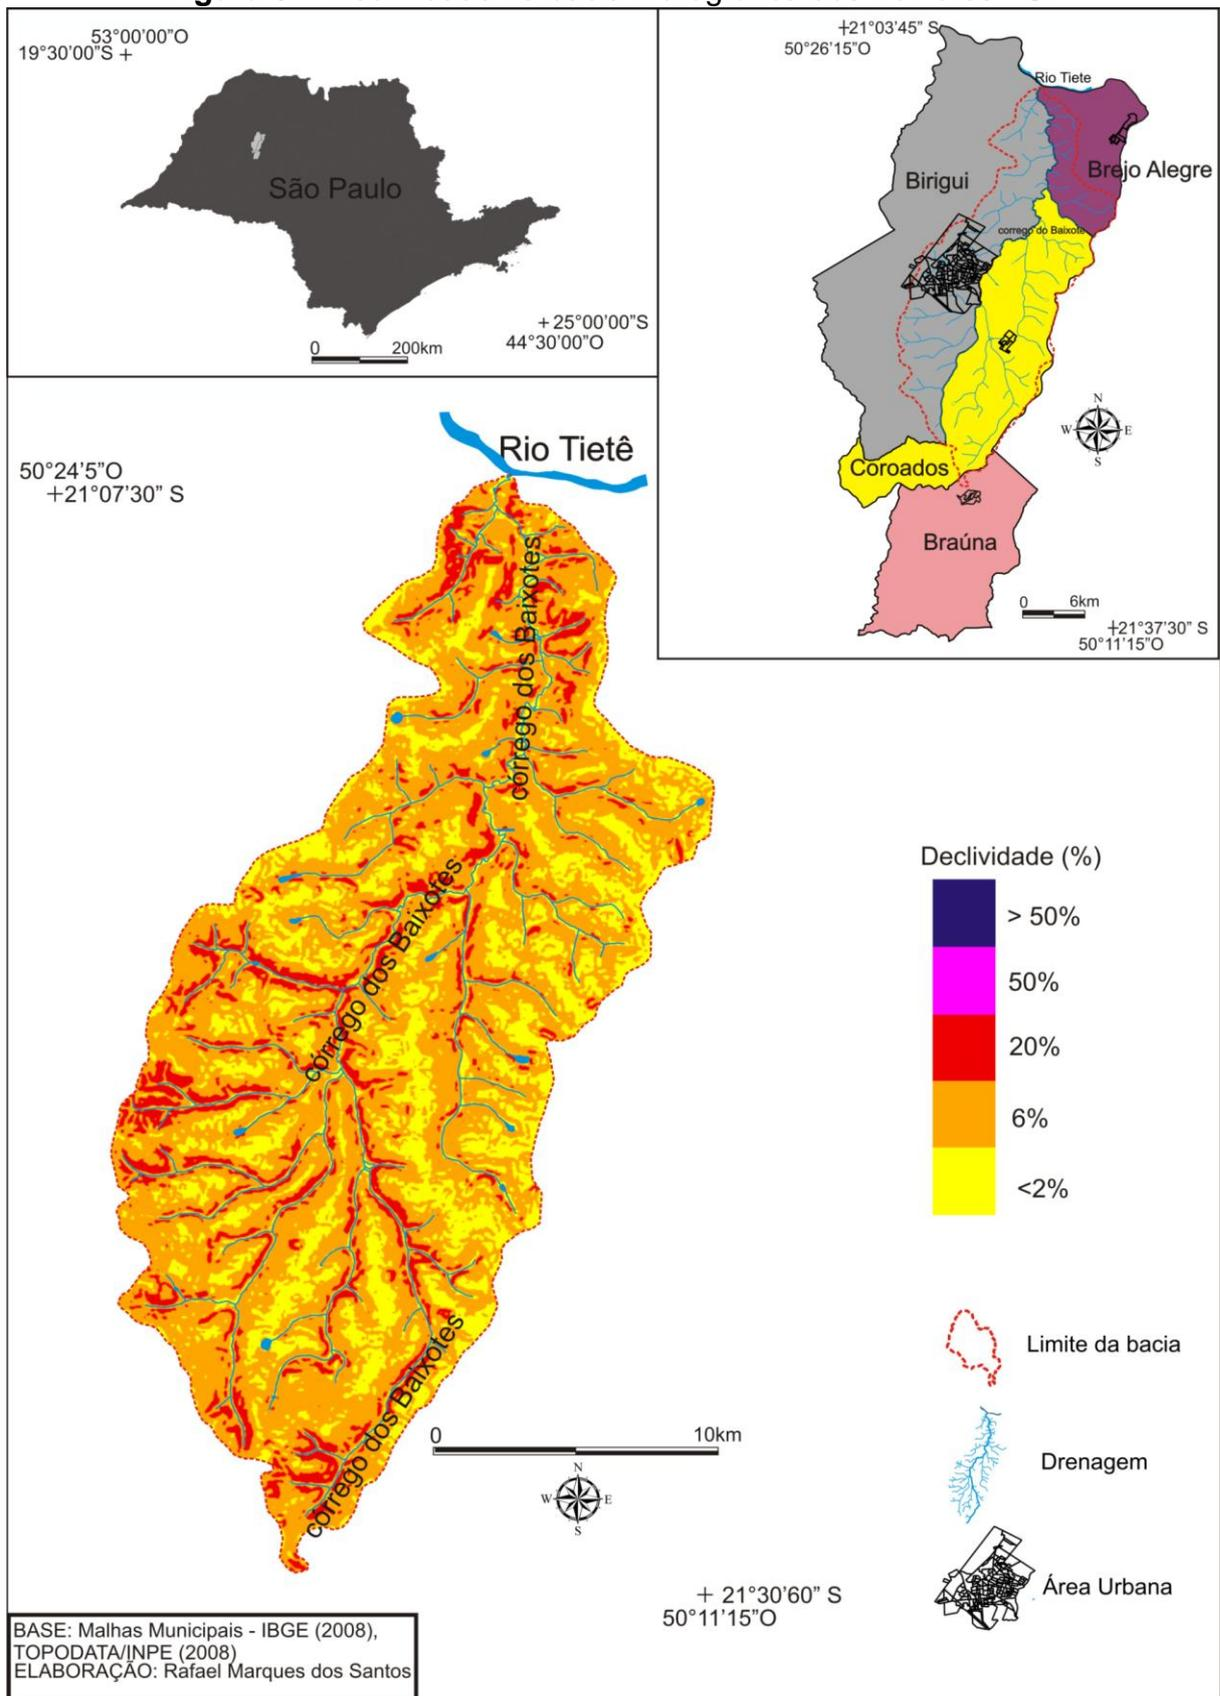 53°00'00"O
19°30'00"S +
São Paulo
+ 25°00'00"S
44°30'00"O
0 200km
+21°03'45" S
50°26'15"O
Rio Tiete
Birigui
Brejo Alegre
corrego do Baixote
Coroados
Braúna
N
W E
S
0 6km
+21°37'30" S
50°11'15"O
Rio Tietê
50°24'5"O
+21°07'30" S
córrego dos Baixotes
córrego dos Baixotes
córrego dos Baixotes
Declividade (%)
> 50%
50%
20%
6%
<2%
Limite da bacia
Drenagem
Área Urbana
0 10km
N
W E
S
+ 21°30'60" S
50°11'15"O
BASE: Malhas Municipais - IBGE (2008),
TOPODATA/INPE (2008)
ELABORAÇÃO: Rafael Marques dos Santos